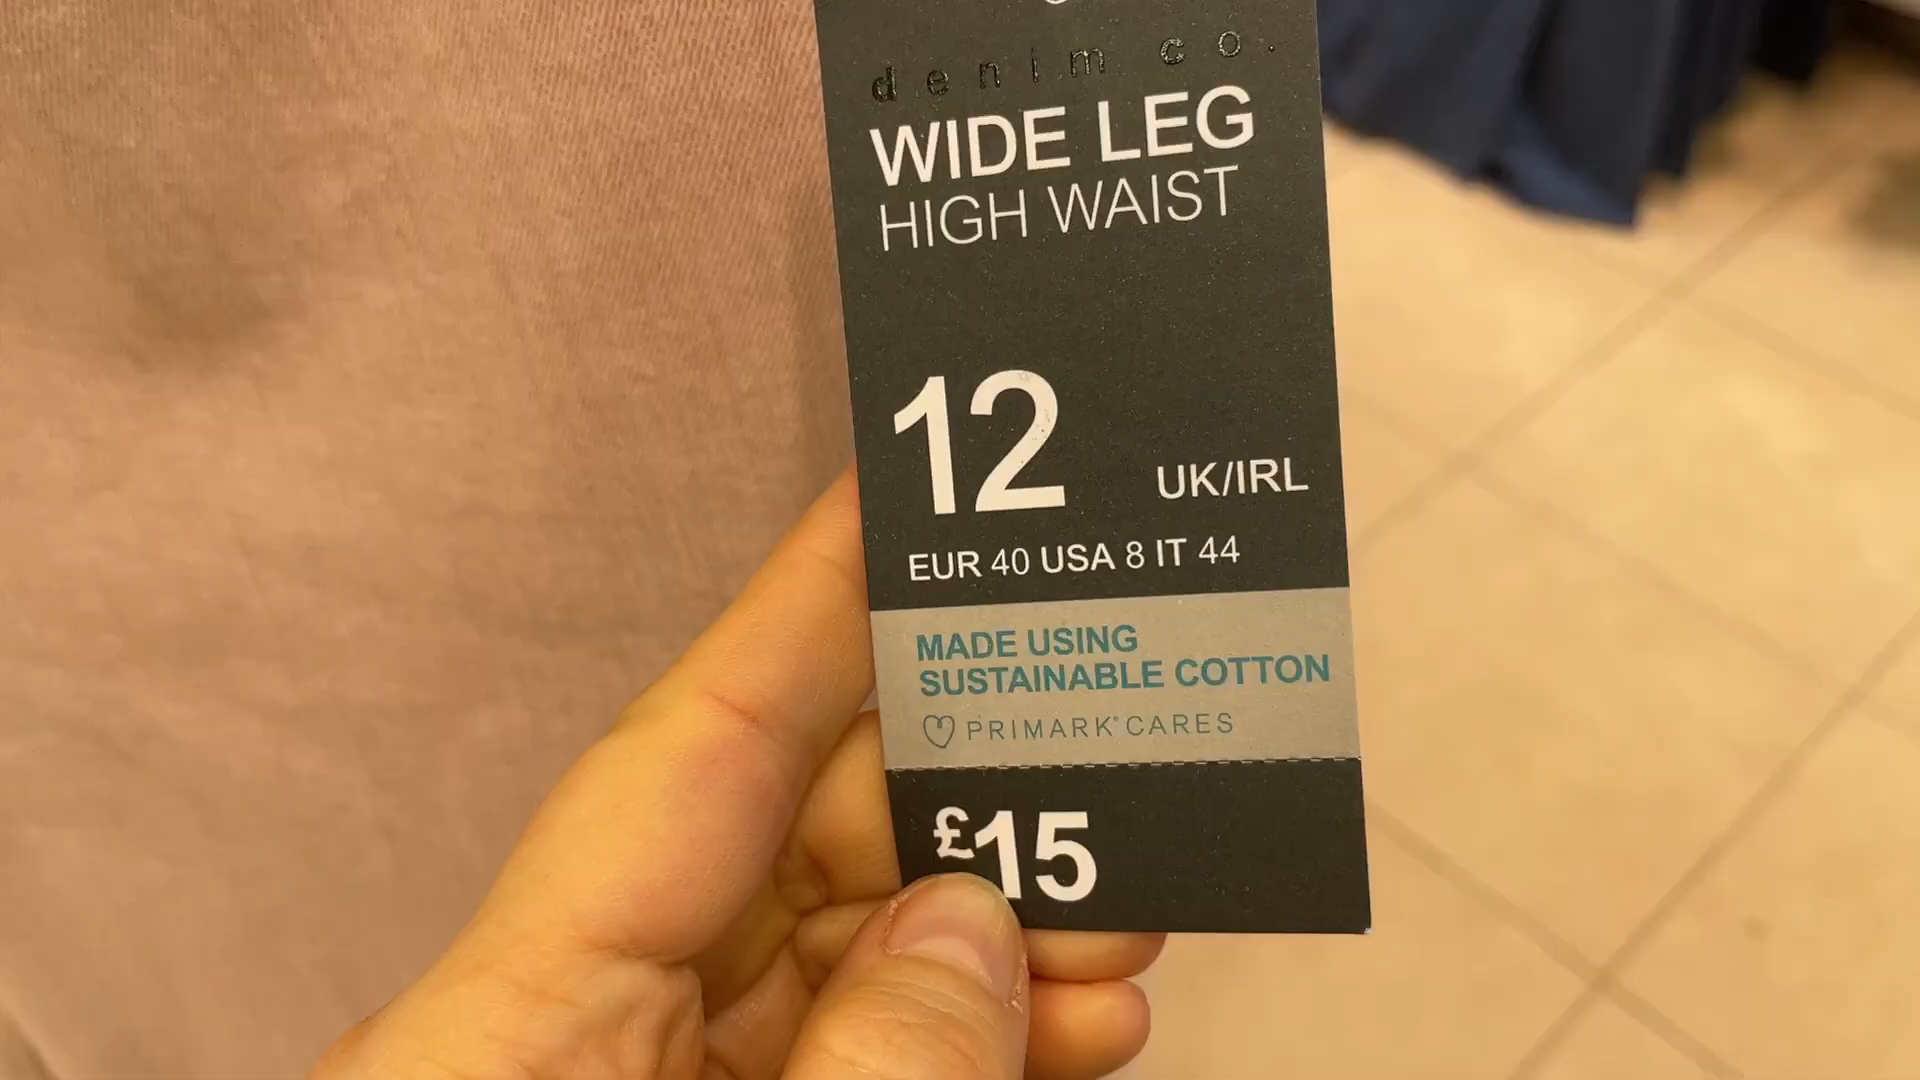 denim co.
WIDE LEG
HIGH WAIST
12 UK/IRL
EUR 40 USA 8 IT 44
MADE USING
SUSTAINABLE COTTON
PRIMARK® CARES
£15